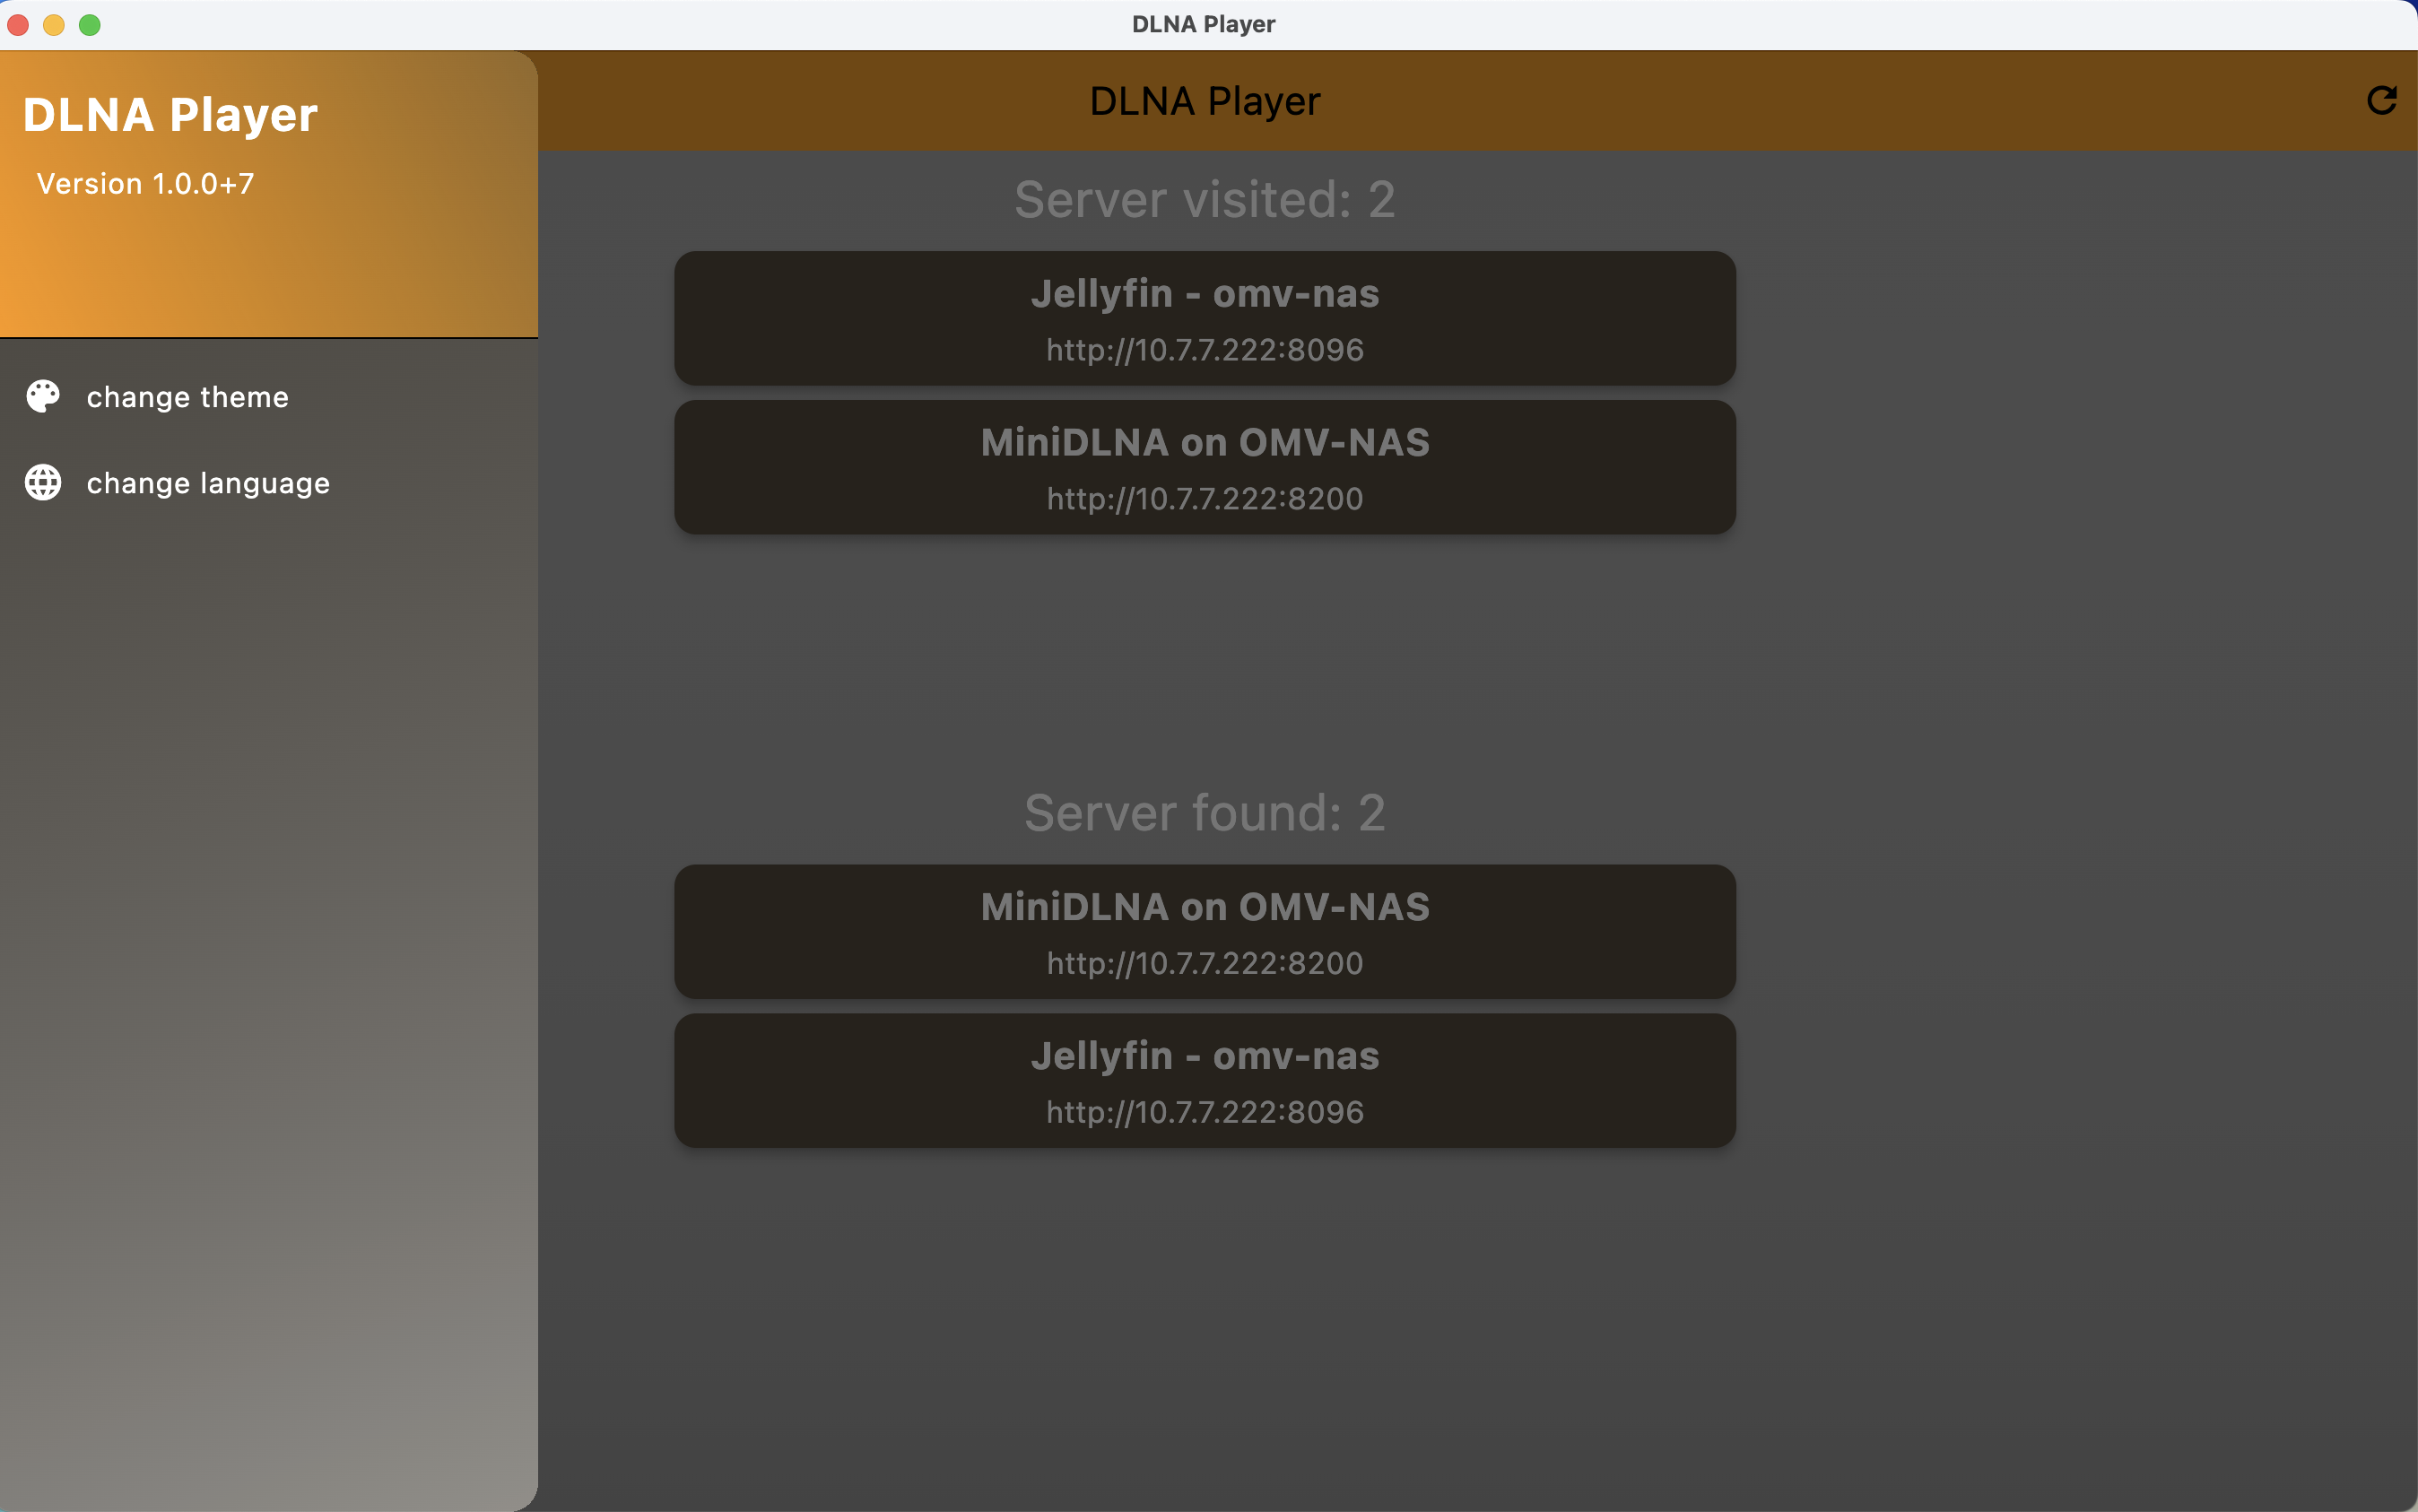 DLNA Player
DLNA Player
Version 1.0.0+7
change theme
change language
DLNA Player
Server visited: 2
Jellyfin - omv-nas
http://10.7.7.222:8096
MiniDLNA on OMV-NAS
http://10.7.7.222:8200
Server found: 2
MiniDLNA on OMV-NAS
http://10.7.7.222:8200
Jellyfin - omv-nas
http://10.7.7.222:8096